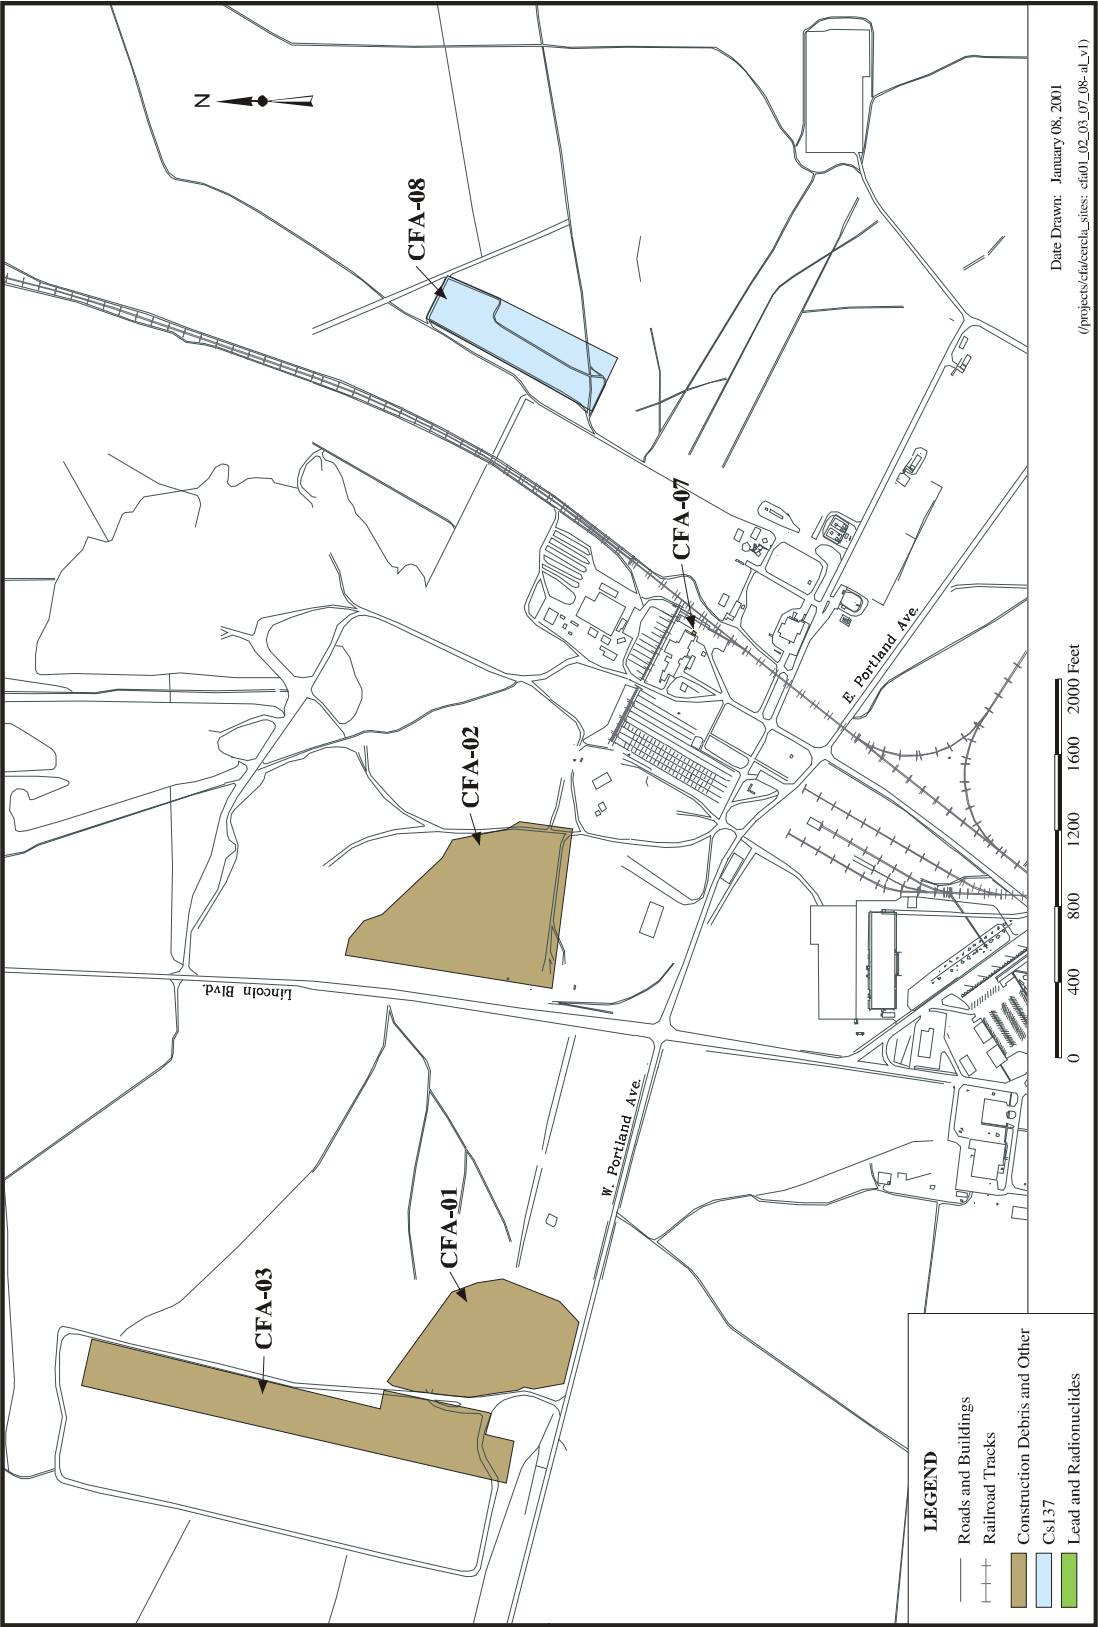 N
CFA-08
CFA-07
CFA-02
CFA-01
CFA-03
Lincoln Blvd.
W. Portland Ave.
E. Portland Ave.
0 400 800 1200 1600 2000 Feet
LEGEND
Roads and Buildings
Railroad Tracks
Construction Debris and Other
Cs137
Lead and Radionuclides
Date Drawn: January 08, 2001
(/projects/cfa/cercla_sites: cfa01_02_03_07_08- al_v1)